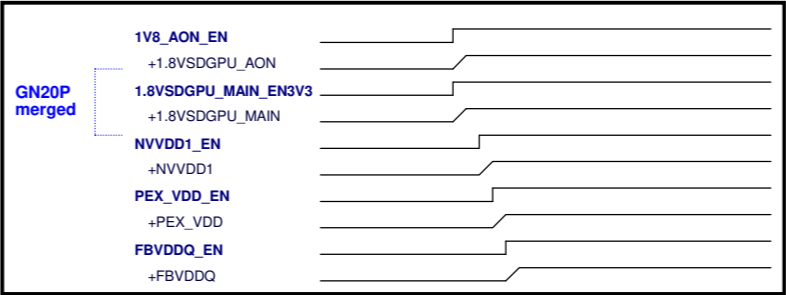 1V8_AON_EN
+1.8VSDGPU_AON
GN20P
merged
1.8VSDGPU_MAIN_EN3V3
+1.8VSDGPU_MAIN
NVVDD1_EN
+NVVDD1
PEX_VDD_EN
+PEX_VDD
FBVDDQ_EN
+FBVDDQ